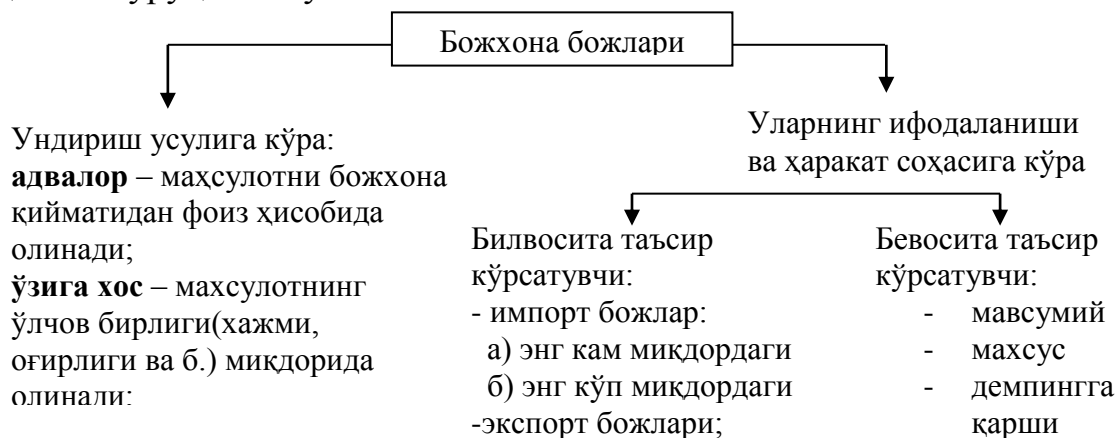 Божхона божлари
Ундириш усулига кўра:
адвалор – маҳсулотни божхона
қийматидан фоиз ҳисобида
олинади;
ўзига хос – махсулотнинг
ўлчов бирлиги(хажми,
оғирлиги ва б.) миқдорида
олинади;
Уларнинг ифодаланиши
ва ҳаракат соҳасига кўра
Билвосита таъсир
кўрсатувчи:
- импорт божлар:
а) энг кам миқдордаги
б) энг кўп миқдордаги
-экспорт божлари;
Бевосита таъсир
кўрсатувчи:
- мавсумий
- махсус
- демпингга
қарши